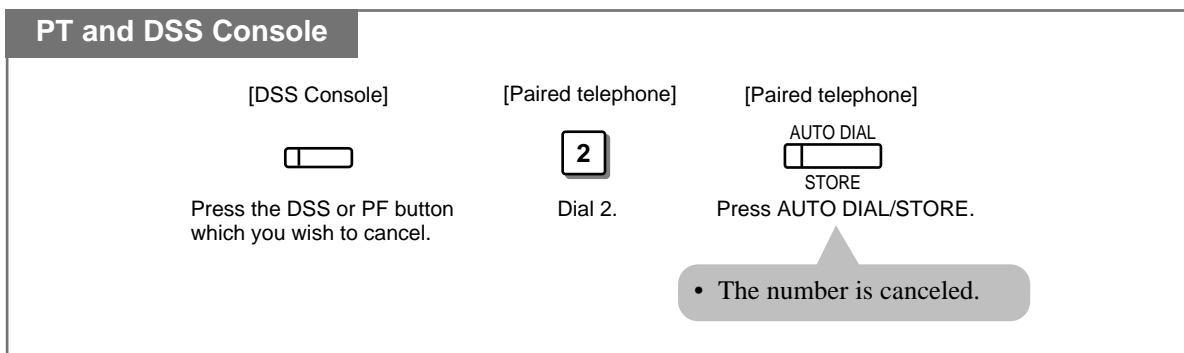 PT and DSS Console
[DSS Console]
[Paired telephone]
[Paired telephone]
2
AUTO DIAL
STORE
Press the DSS or PF button
which you wish to cancel.
Dial 2.
Press AUTO DIAL/STORE.
• The number is canceled.